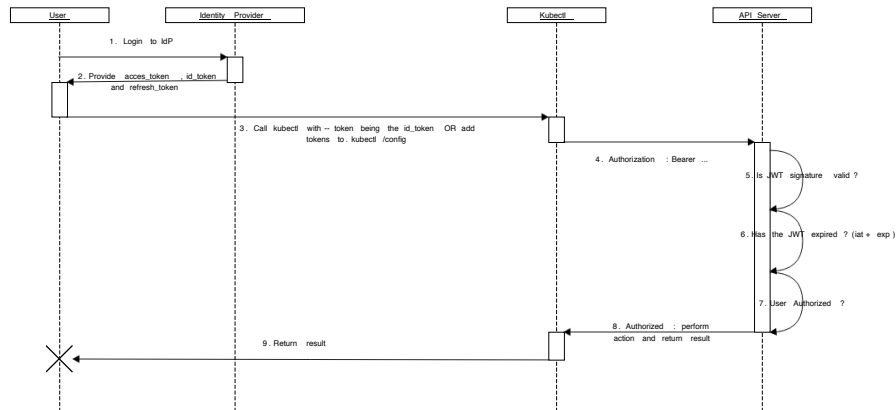 User
Identity Provider
Kubectl
API Server
1. Login to IdP
2. Provide acces_token , id_token
and refresh_token
3. Call kubectl with -- token being the id_token OR add
tokens to . kubectl /config
4. Authorization : Bearer ...
5. Is JWT signature valid ?
6. Has the JWT expired ? (iat + exp )
7. User Authorized ?
8. Authorized : perform
action and return result
9. Return result